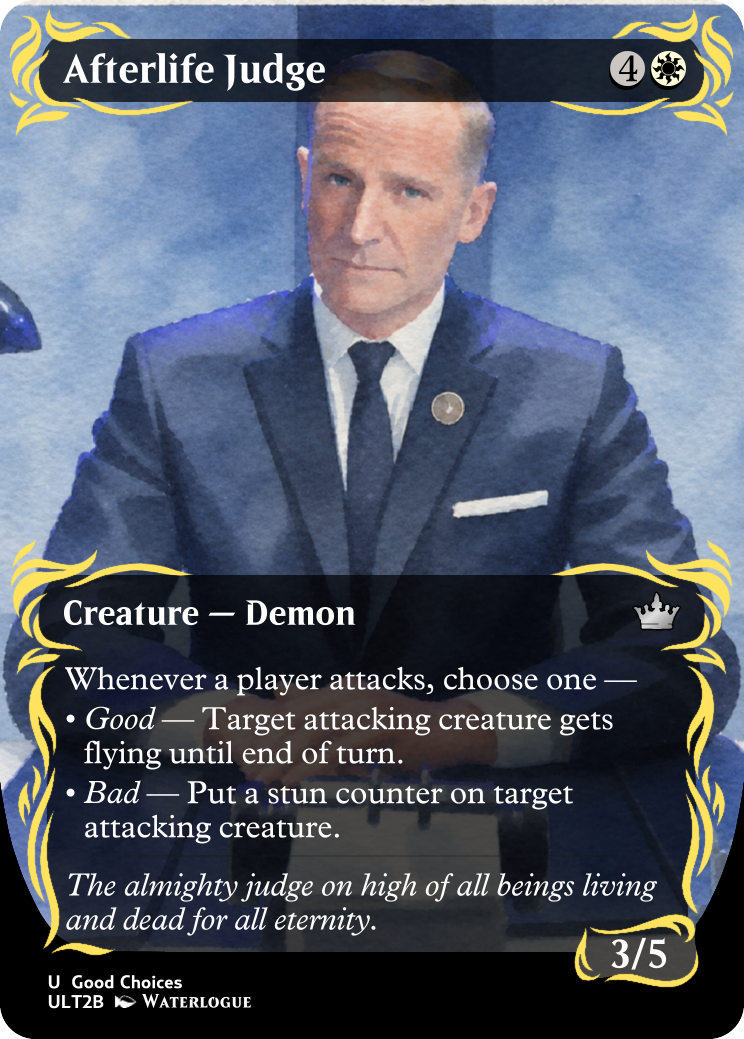 Afterlife Judge 4
Creature — Demon
Whenever a player attacks, choose one —
• Good — Target attacking creature gets
flying until end of turn.
• Bad — Put a stun counter on target
attacking creature.
The almighty judge on high of all beings living
and dead for all eternity.
3/5
U Good Choices
ULT2B Waterlogue